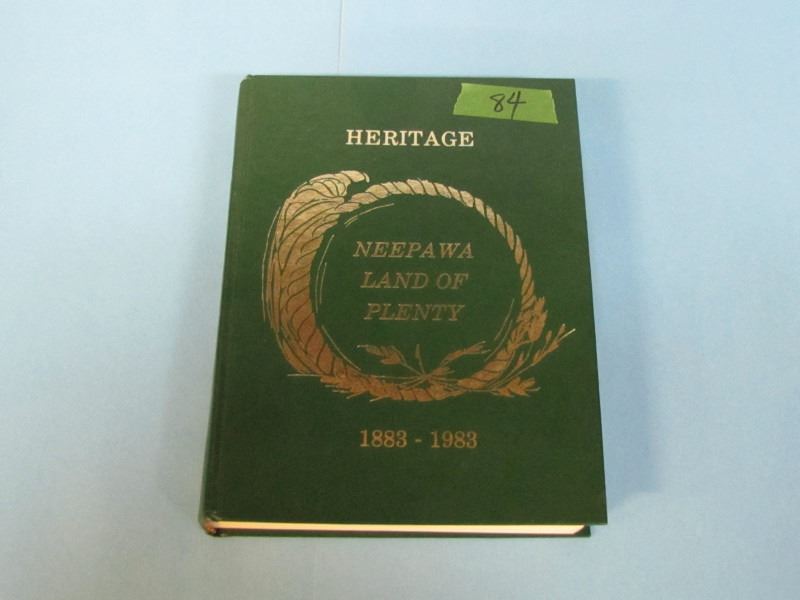 84
HERITAGE
NEEPAWA
LAND OF
PLENTY
1883 - 1983